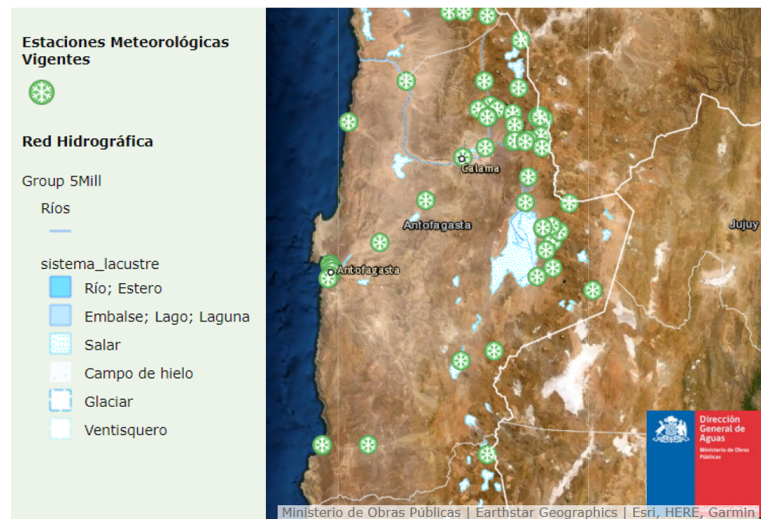 Estaciones Meteorológicas
Vigentes
Red Hidrográfica
Group 5Mill
Ríos
sistema_lacustre
Río; Estero
Embalse; Lago; Laguna
Salar
Campo de hielo
Glaciar
Ventisquero
Calama
Antofagasta
Jujuy
Antofagasta
Dirección
General de
Aguas
Ministerio de Obras
Públicas
Ministerio de Obras Públicas | Earthstar Geographics | Esri, HERE, Garmin